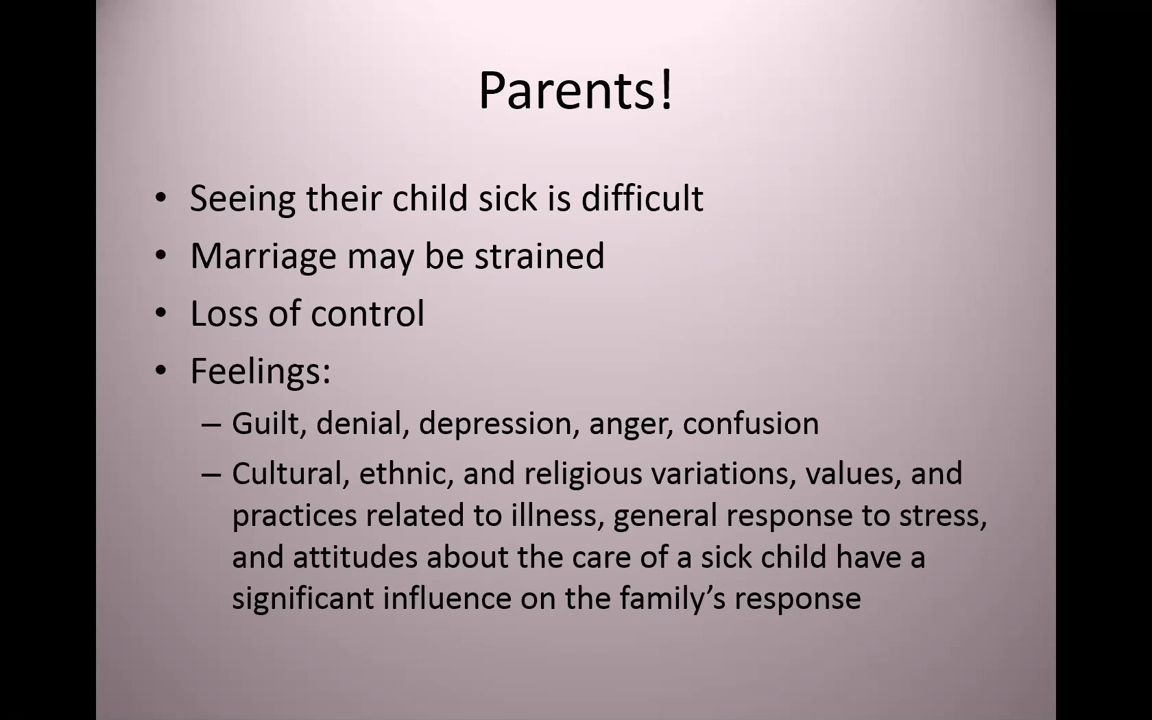 Parents!
• Seeing their child sick is difficult
• Marriage may be strained
• Loss of control
• Feelings:
– Guilt, denial, depression, anger, confusion
– Cultural, ethnic, and religious variations, values, and
practices related to illness, general response to stress,
and attitudes about the care of a sick child have a
significant influence on the family’s response